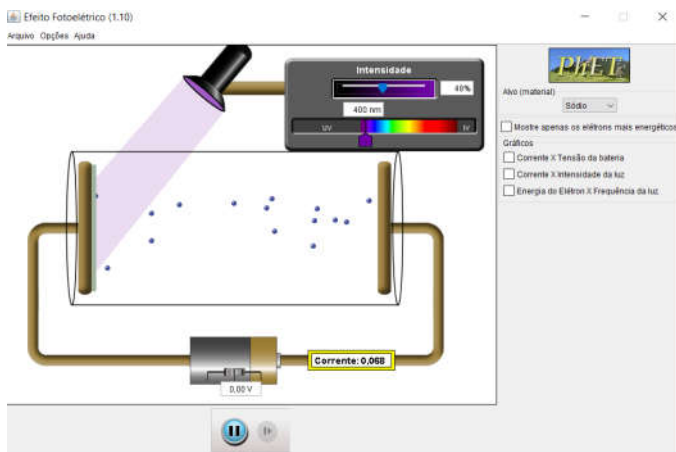 Efeito Fotoelétrico (1.10)
Arquivo Opções Ajuda
Intensidade
40%
400 nm
UV
IV
PhET
Alvo (material)
Sódio
Mostre apenas os elétrons mais energéticos
Gráficos
Corrente X Tensão da bateria
Corrente X Intensidade da luz
Energia do Elétron X Frequência da luz
Corrente: 0,068
0,00 V